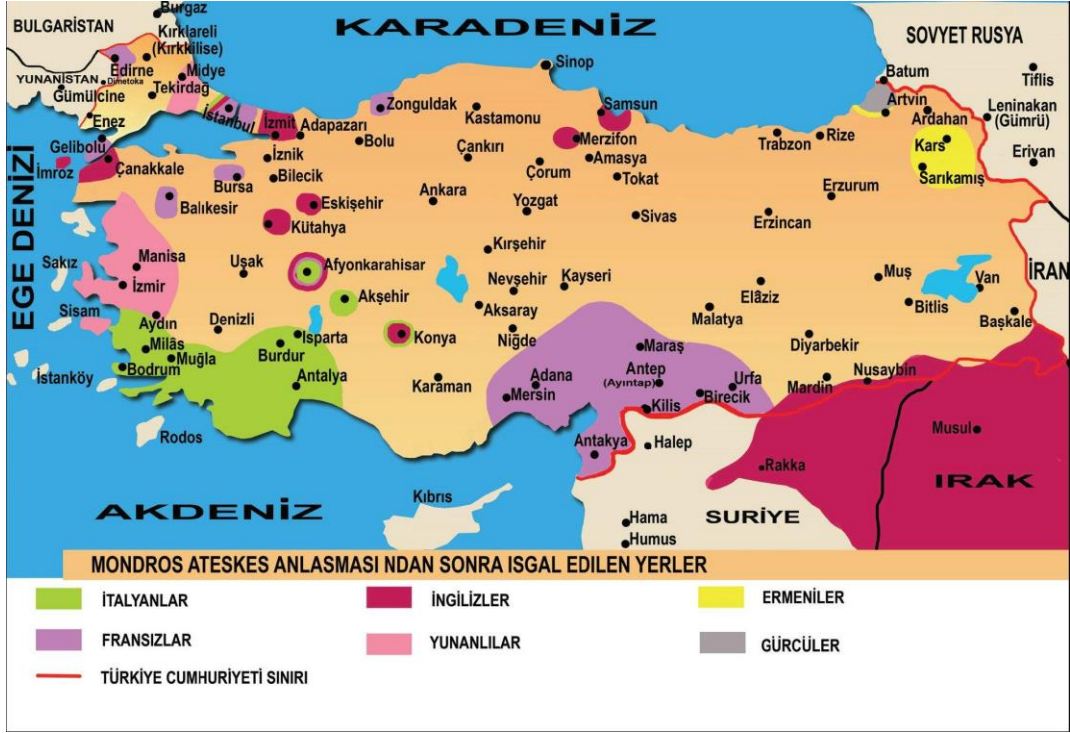 KARADENİZ
BULGARİSTAN
Burgaz
Kırklareli
(Kırkkilise)
SOVYET RUSYA
Edirne
Dimetoka
Midye
YUNANİSTAN
Gümülcine
Tekirdağ
Enez
İstanbul
İzmit
Adapazarı
Zonguldak
Bolu
Kastamonu
Sinop
Samsun
Merzifon
Amasya
Tokat
Çankırı
Çorum
Trabzon
Rize
Batum
Artvin
Ardahan
Kars
Sarıkamış
Tiflis
Leninakan
(Gümrü)
Erivan
Gelibolu
İmroz
Çanakkale
İznik
Bilecik
Bursa
Balıkesir
Eskişehir
Kütahya
Ankara
Yozgat
Sivas
Erzincan
Erzurum
EGE DENİZİ
Sakız
Manisa
İzmir
Uşak
Afyonkarahisar
Akşehir
Kırşehir
Nevşehir
Kayseri
Aksaray
Niğde
Elâziz
Malatya
Muş
Bitlis
Van
Başkale
İRAN
Sisam
Aydın
Milâs
Muğla
Bodrum
Denizli
Burdur
Isparta
Antalya
Konya
Karaman
Mersin
Adana
Maraş
Antep
(Ayıntap)
Kilis
Birecik
Urfa
Diyarbekir
Mardin
Nusaybin
İstanköy
Rodos
Antakya
Halep
Rakka
Musul
IRAK
SURİYE
Hama
Humus
Kıbrıs
AKDENİZ
MONDROS ATESKES ANLASMASI NDAN SONRA ISGAL EDILEN YERLER
İTALYANLAR
İNGİLİZLER
ERMENİLER
FRANSIZLAR
YUNANLILAR
GÜRCÜLER
TÜRKİYE CUMHURİYETİ SINIRI